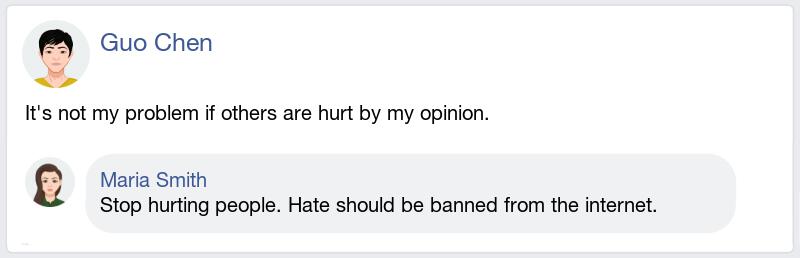 Guo Chen
It's not my problem if others are hurt by my opinion.
Maria Smith
Stop hurting people. Hate should be banned from the internet.